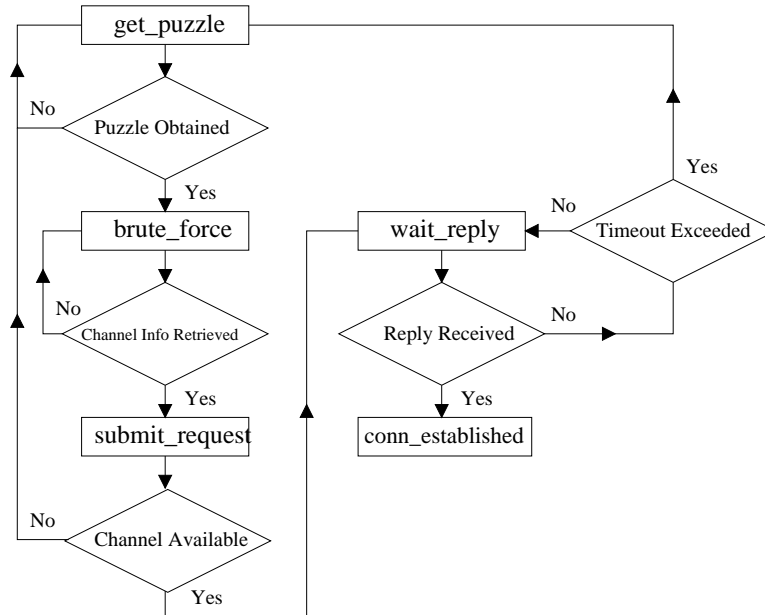 get_puzzle
No
Puzzle Obtained
Yes
brute_force
No
Channel Info Retrieved
Yes
submit_request
No
Channel Available
Yes
wait_reply
No
Timeout Exceeded
Yes
Reply Received
No
Yes
conn_established